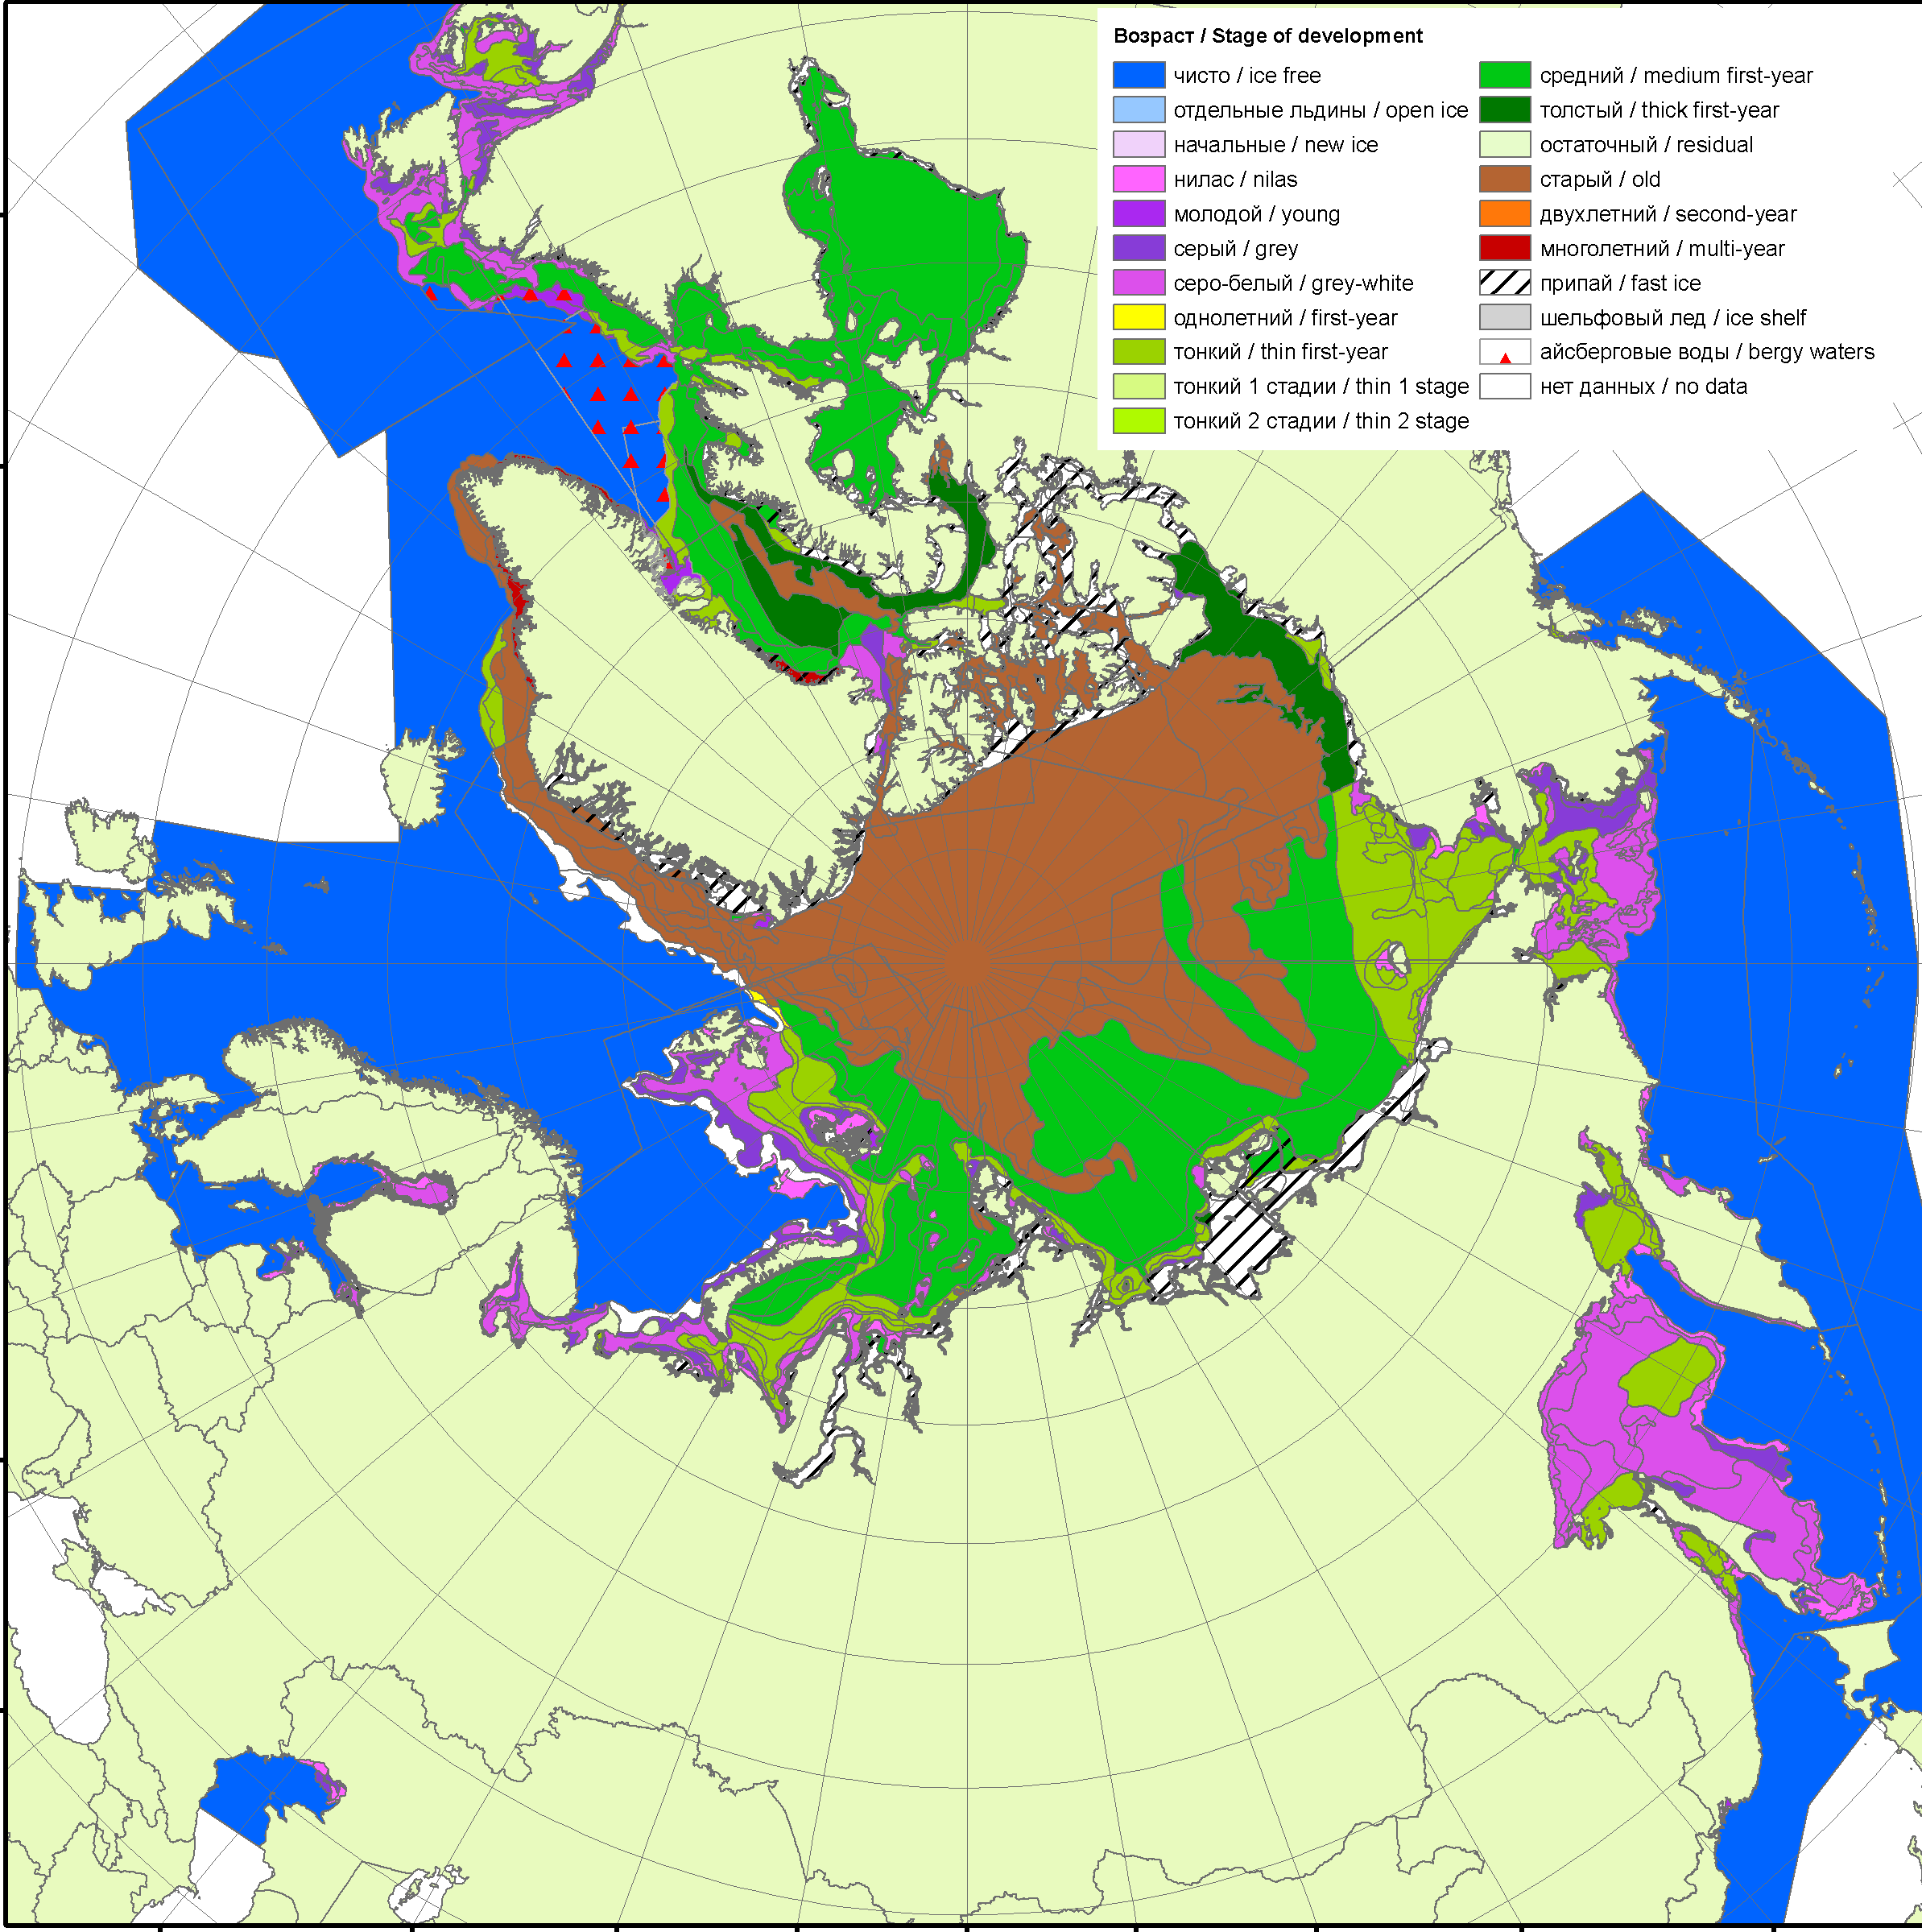 Возраст / Stage of development
чисто / ice free
отдельные льдины / open ice
начальные / new ice
нилас / nilas
молодой / young
серый / grey
серо-белый / grey-white
однолетний / first-year
тонкий / thin first-year
тонкий 1 стадии / thin 1 stage
тонкий 2 стадии / thin 2 stage
средний / medium first-year
толстый / thick first-year
остаточный / residual
старый / old
двухлетний / second-year
многолетний / multi-year
припай / fast ice
шельфовый лед / ice shelf
айсберговые воды / bergy waters
нет данных / no data